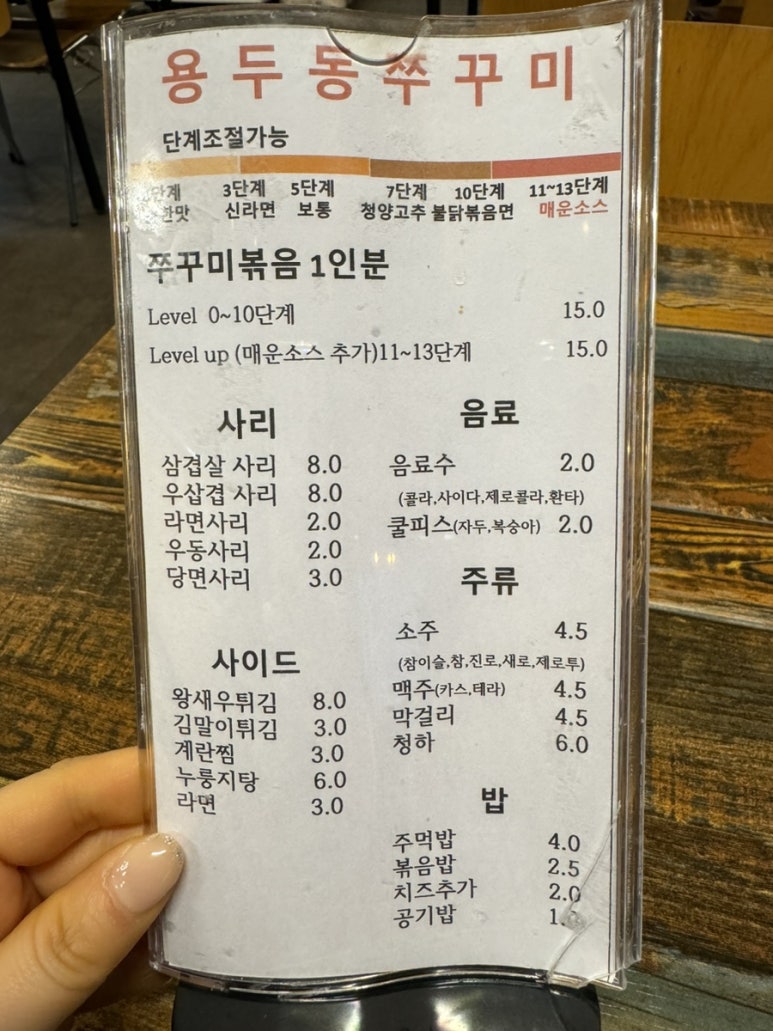 용두동쭈꾸미
단계조절가능
3단계 5단계 7단계 10단계 11~13단계
신라면 보통 청양고추 불닭볶음면 매운소스
쭈꾸미볶음 1인분
Level 0~10단계 15.0
Level up (매운소스 추가)11~13단계 15.0
사리
삼겹살 사리 8.0
우삼겹 사리 8.0
라면사리 2.0
우동사리 2.0
당면사리 3.0
사이드
왕새우튀김 8.0
김말이튀김 3.0
계란찜 3.0
누룽지탕 6.0
라면 3.0
음료
음료수 2.0
(콜라,사이다,제로콜라,환타)
쿨피스(자두,복숭아) 2.0
주류
소주 4.5
(참이슬,참,진로,새로,제로투)
맥주(카스,테라) 4.5
막걸리 4.5
청하 6.0
밥
주먹밥 4.0
볶음밥 2.5
치즈추가 2.0
공기밥